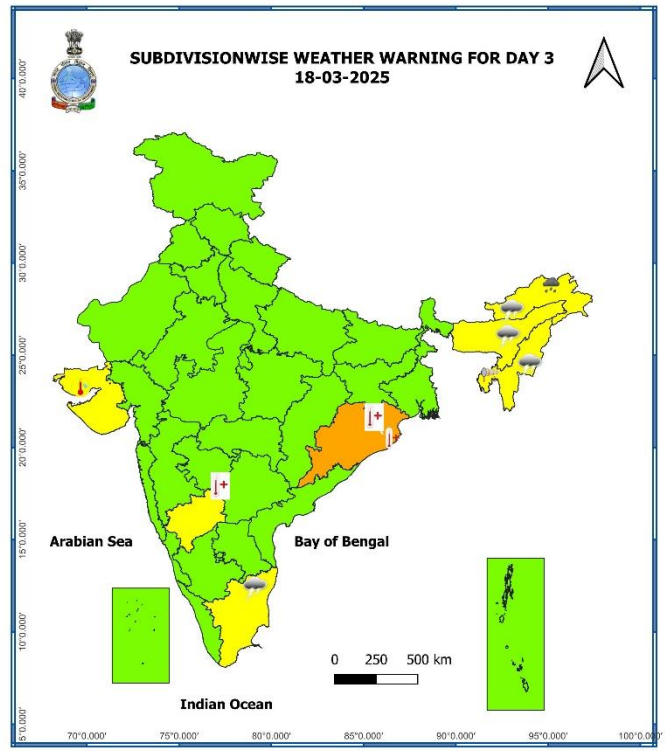 SUBDIVISIONWISE WEATHER WARNING FOR DAY 3
18-03-2025
40°0.000'
35°0.000'
30°0.000'
25°0.000'
20°0.000'
15°0.000'
10°0.000'
5°0.000'
Arabian Sea
Bay of Bengal
0 250 500 km
Indian Ocean
70°0.000' 75°0.000' 80°0.000' 85°0.000' 90°0.000' 95°0.000' 100°0.000'